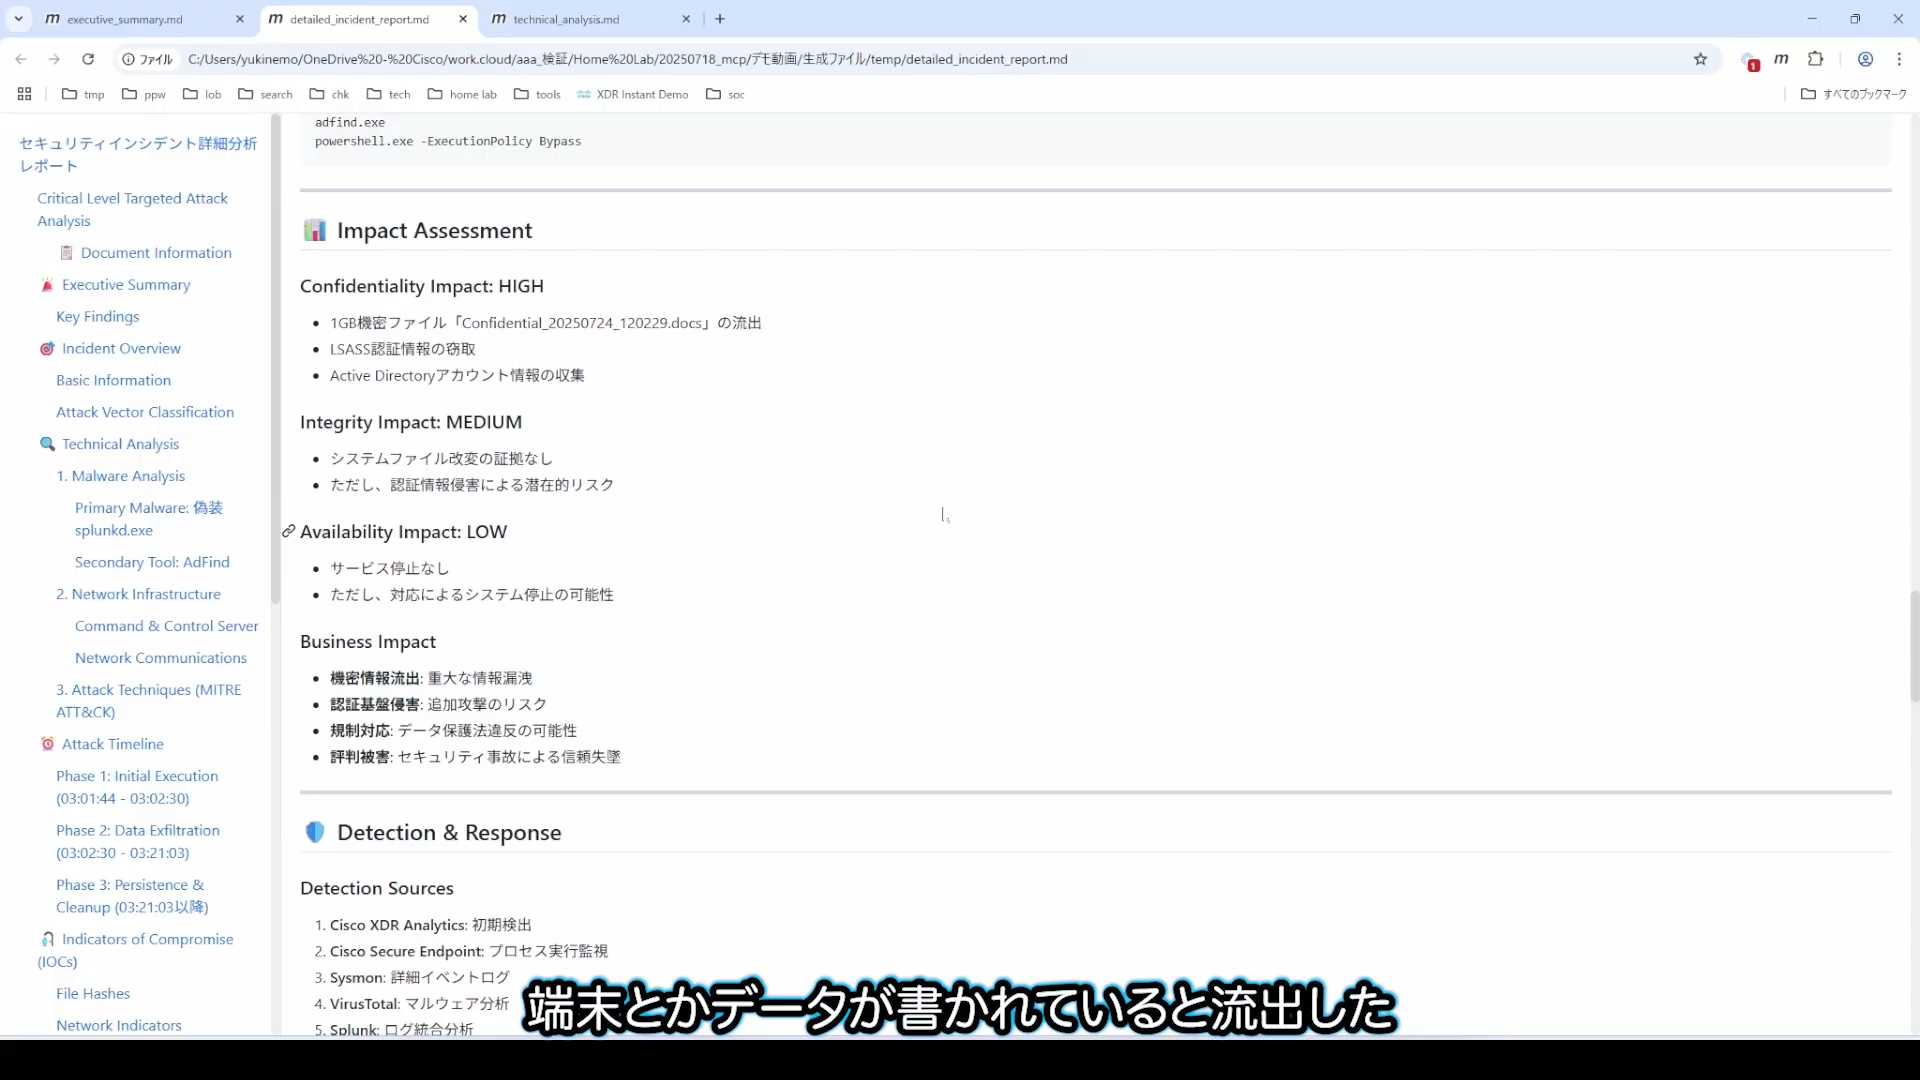 executive_summary.md
detailed_incident_report.md
technical_analysis.md
ファイル
C:/Users/yukinemo/OneDrive%20-%20Cisco/work.cloud/aaa_検証/Home%20Lab/20250718_mcp/デモ動画/生成ファイル/temp/detailed_incident_report.md
1
tmp
ppw
lob
search
chk
tech
home lab
tools
XDR Instant Demo
soc
すべてのブックマーク
セキュリティインシデント詳細分析
レポート
Critical Level Targeted Attack
Analysis
Document Information
Executive Summary
Key Findings
Incident Overview
Basic Information
Attack Vector Classification
Technical Analysis
1. Malware Analysis
Primary Malware: 偽装
splunkd.exe
Secondary Tool: AdFind
2. Network Infrastructure
Command & Control Server
Network Communications
3. Attack Techniques (MITRE
ATT&CK)
Attack Timeline
Phase 1: Initial Execution
(03:01:44 - 03:02:30)
Phase 2: Data Exfiltration
(03:02:30 - 03:21:03)
Phase 3: Persistence &
Cleanup (03:21:03以降)
Indicators of Compromise
(IOCs)
File Hashes
Network Indicators
adfind.exe
powershell.exe -ExecutionPolicy Bypass
Impact Assessment
Confidentiality Impact: HIGH
• 1GB機密ファイル「Confidential_20250724_120229.docs」の流出
• LSASS認証情報の窃取
• Active Directoryアカウント情報の収集
Integrity Impact: MEDIUM
• システムファイル改変の証拠なし
• ただし、認証情報侵害による潜在的リスク
Availability Impact: LOW
• サービス停止なし
• ただし、対応によるシステム停止の可能性
Business Impact
• 機密情報流出: 重大な情報漏洩
• 認証基盤侵害: 追加攻撃のリスク
• 規制対応: データ保護法違反の可能性
• 評判被害: セキュリティ事故による信頼失墜
Detection & Response
Detection Sources
1. Cisco XDR Analytics: 初期検出
2. Cisco Secure Endpoint: プロセス実行監視
3. Sysmon: 詳細イベントログ
4. VirusTotal: マルウェア分析
5. Splunk: ログ統合分析
端末とかデータが書かれていると流出した